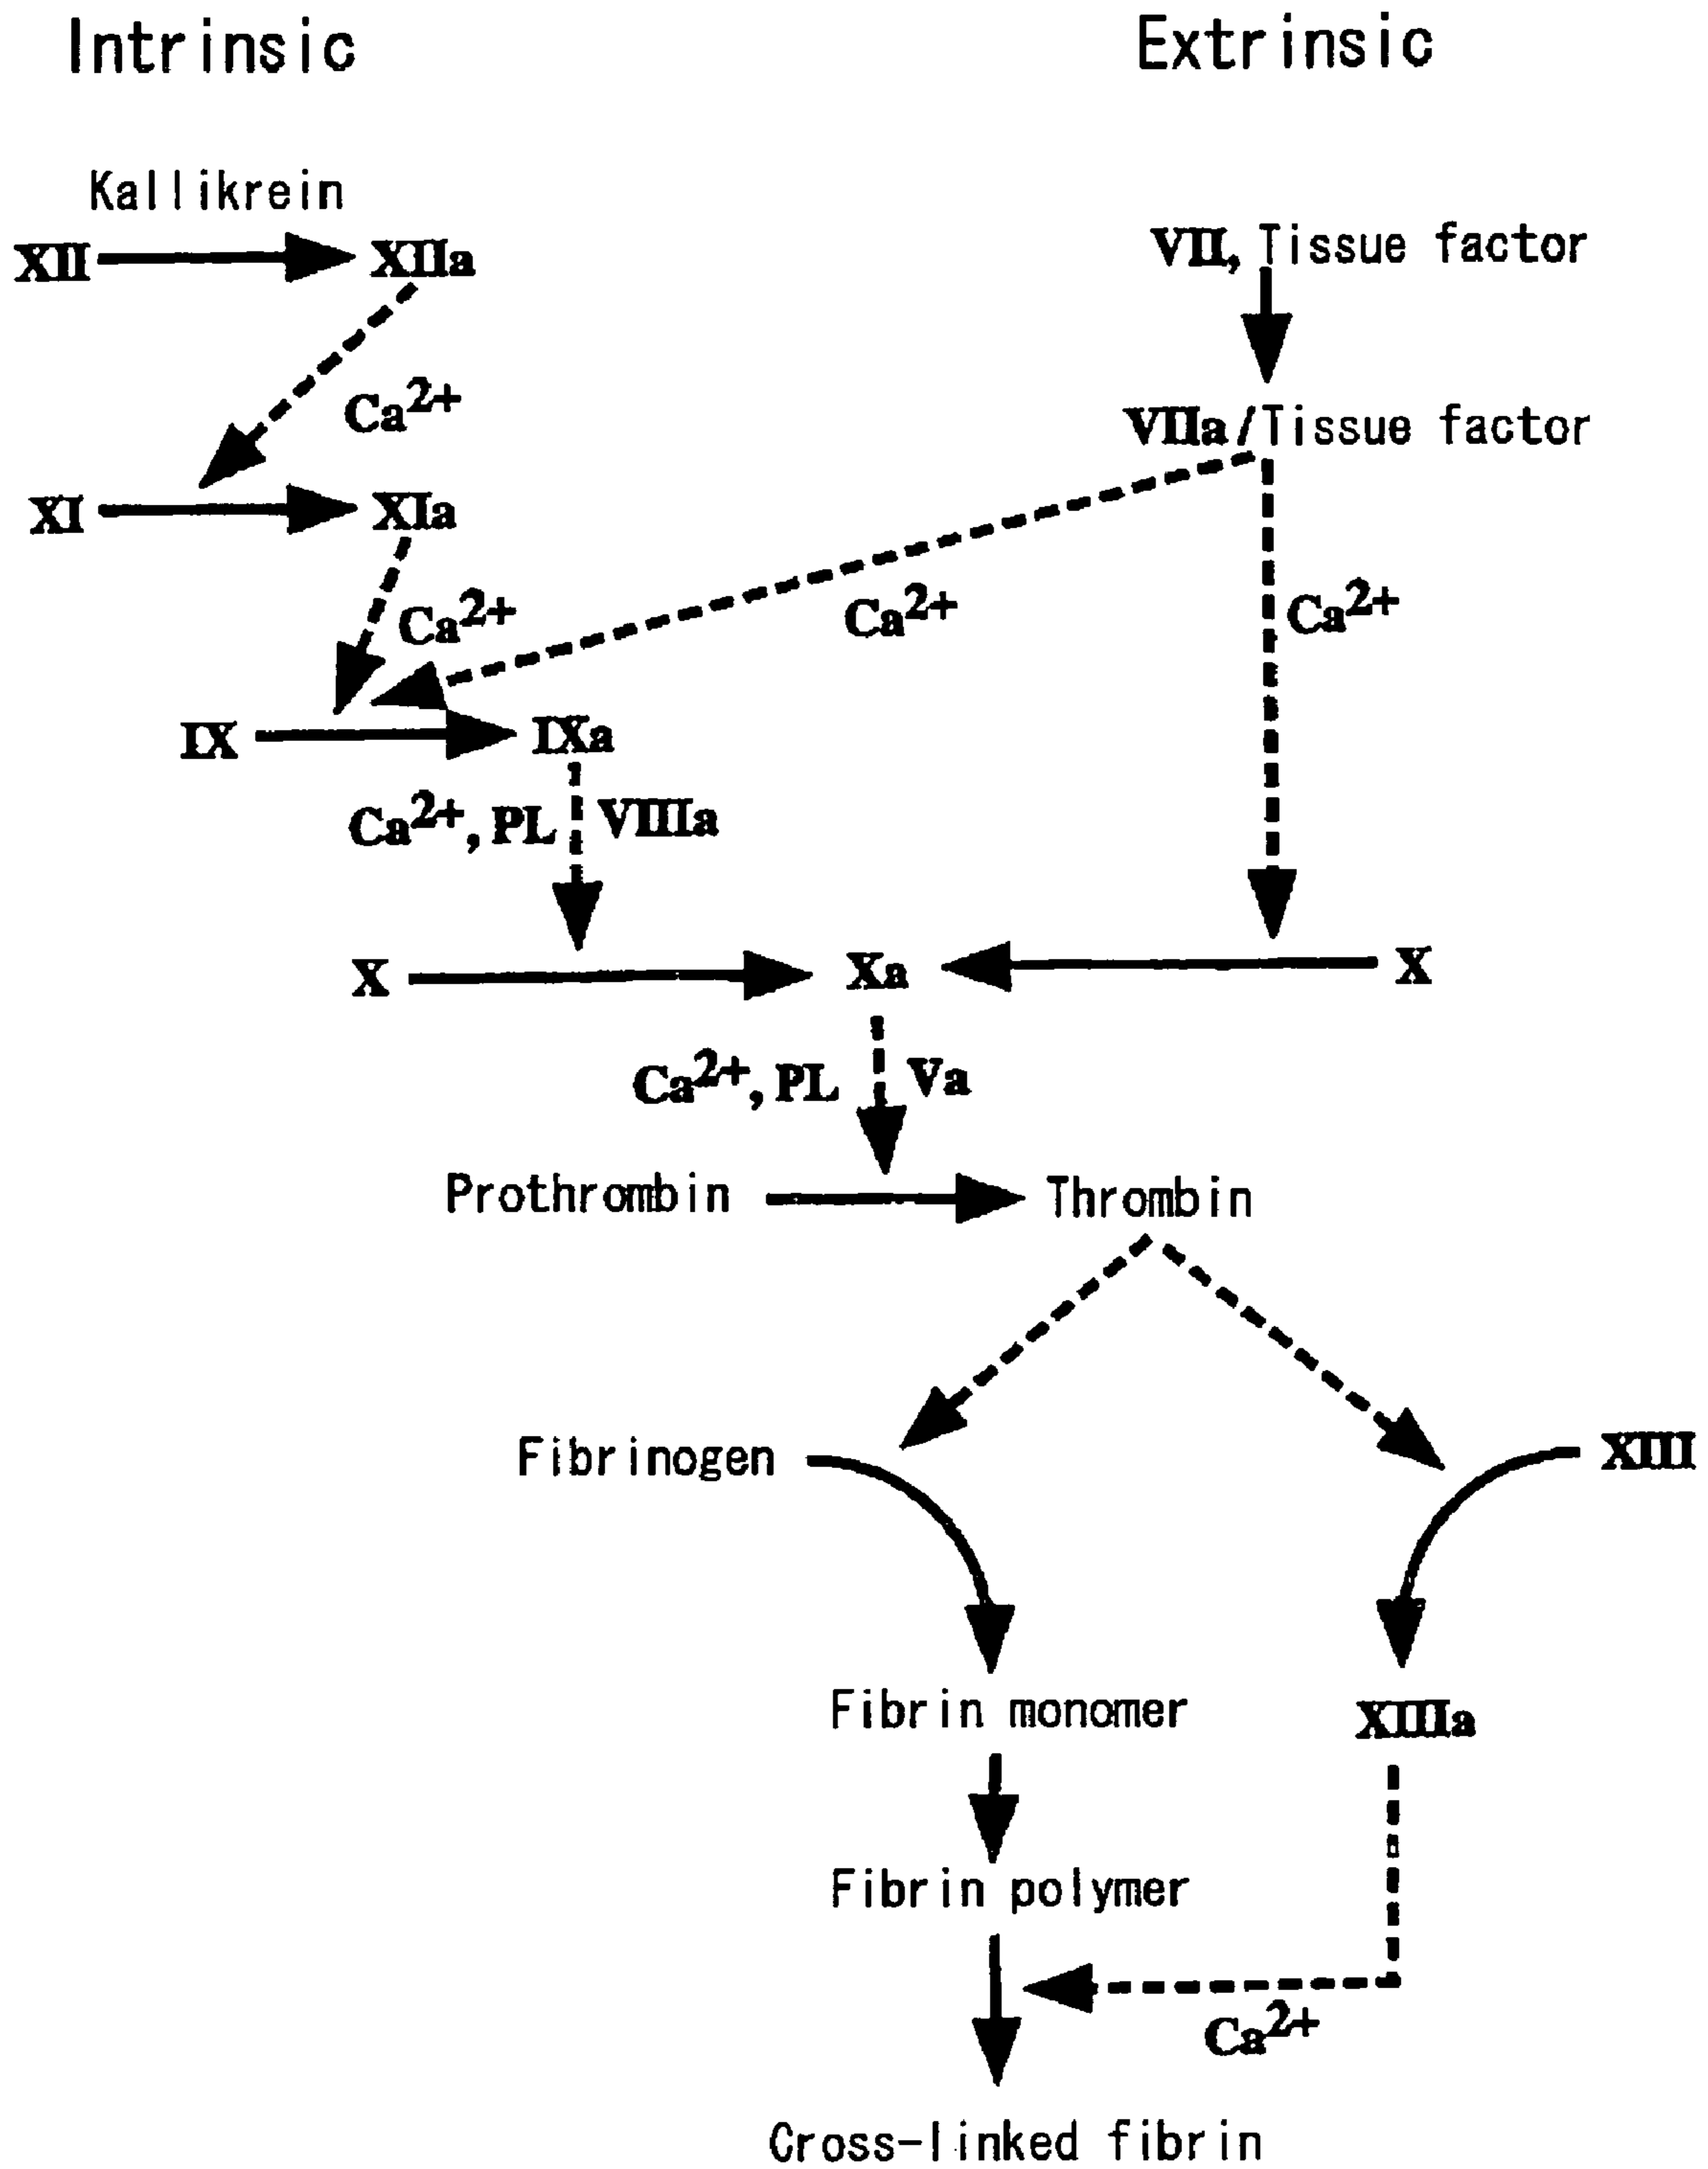 Intrinsic
Extrinsic
Kallikrein
XII
XIIa
VII, Tissue factor
Ca2+
VIIa/Tissue factor
XI
XIa
Ca2+
Ca2+
Ca2+
IX
IXa
Ca2+, PL
VIIIa
X
Xa
X
Ca2+, PL
Va
Prothrombin
Thrombin
Fibrinogen
XIII
Fibrin monomer
XIIIa
Fibrin polymer
Ca2+
Cross-linked fibrin